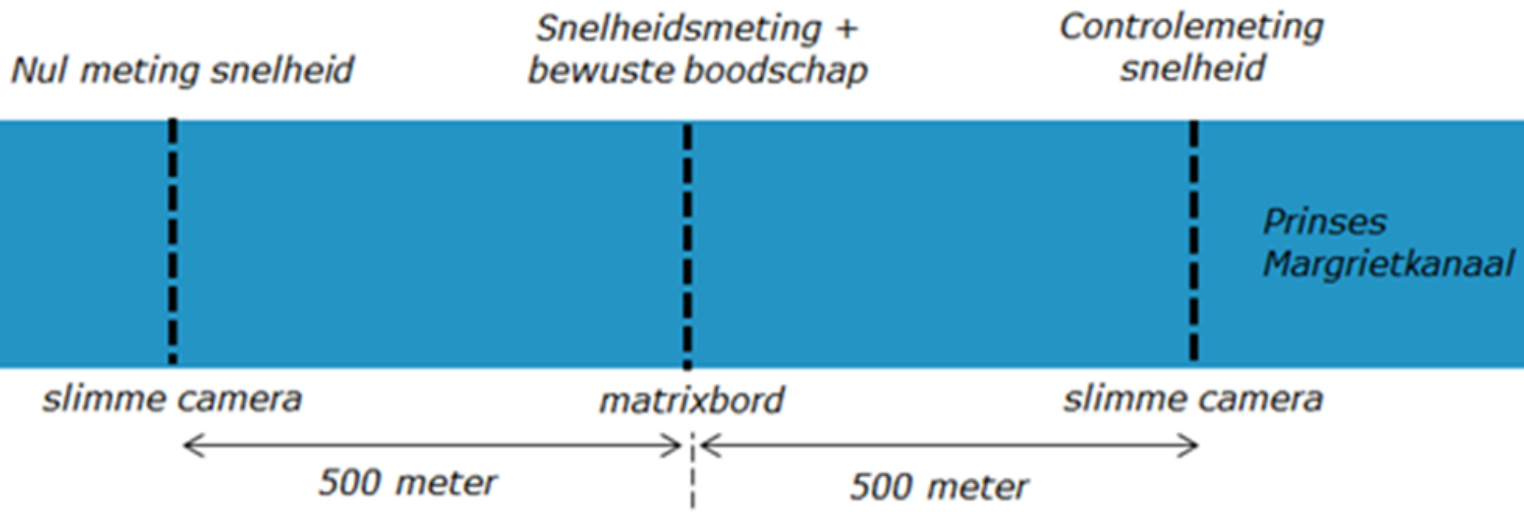 Nul meting snelheid
Snelheidsmeting +
bewuste boodschap
Controlemeting
snelheid
Prinses
Margrietkanaal
slimme camera
matrixbord
slimme camera
500 meter
500 meter